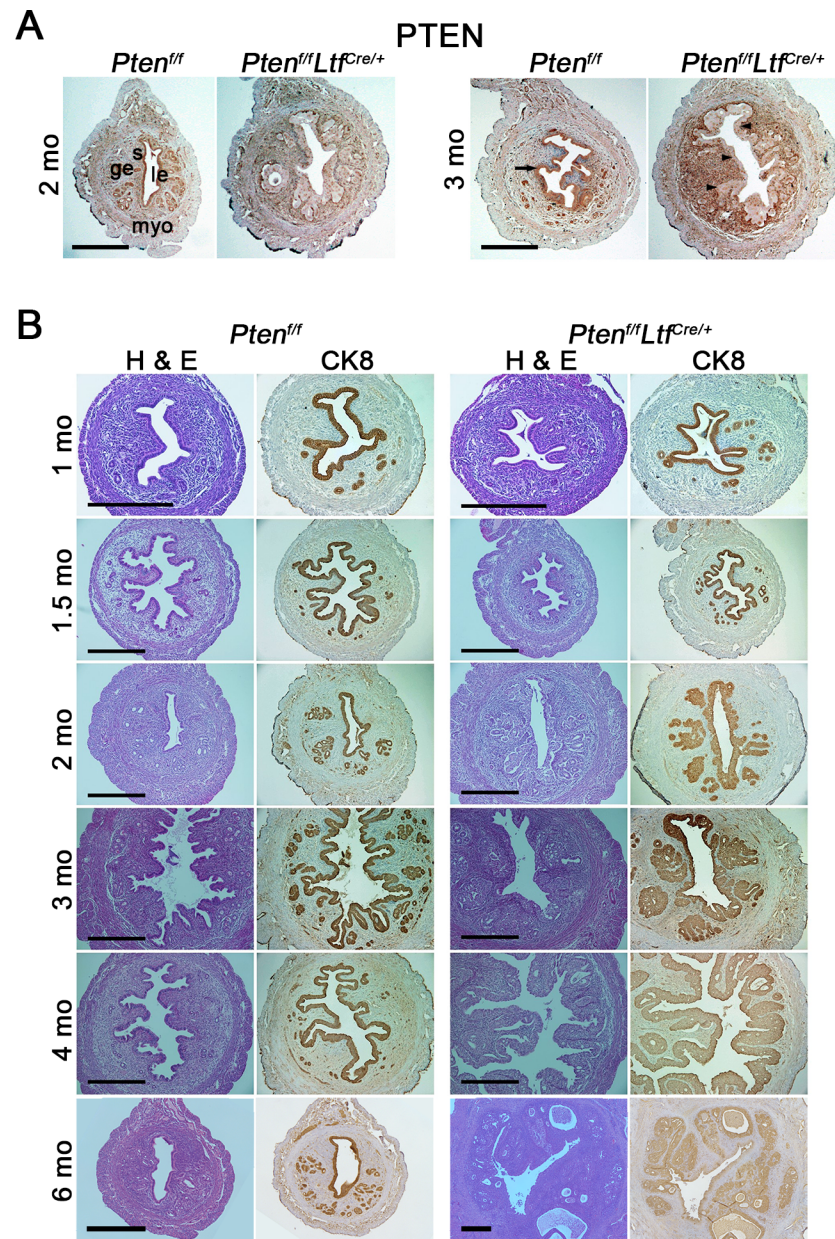 A
PTEN
Pten^f/f Pten^f/f Ltf^Cre/+ Pten^f/f Pten^f/f Ltf^Cre/+
2 mo
s
ge le
myo
3 mo
B
Pten^f/f Pten^f/f Ltf^Cre/+
H & E CK8 H & E CK8
1 mo
1.5 mo
2 mo
3 mo
4 mo
6 mo